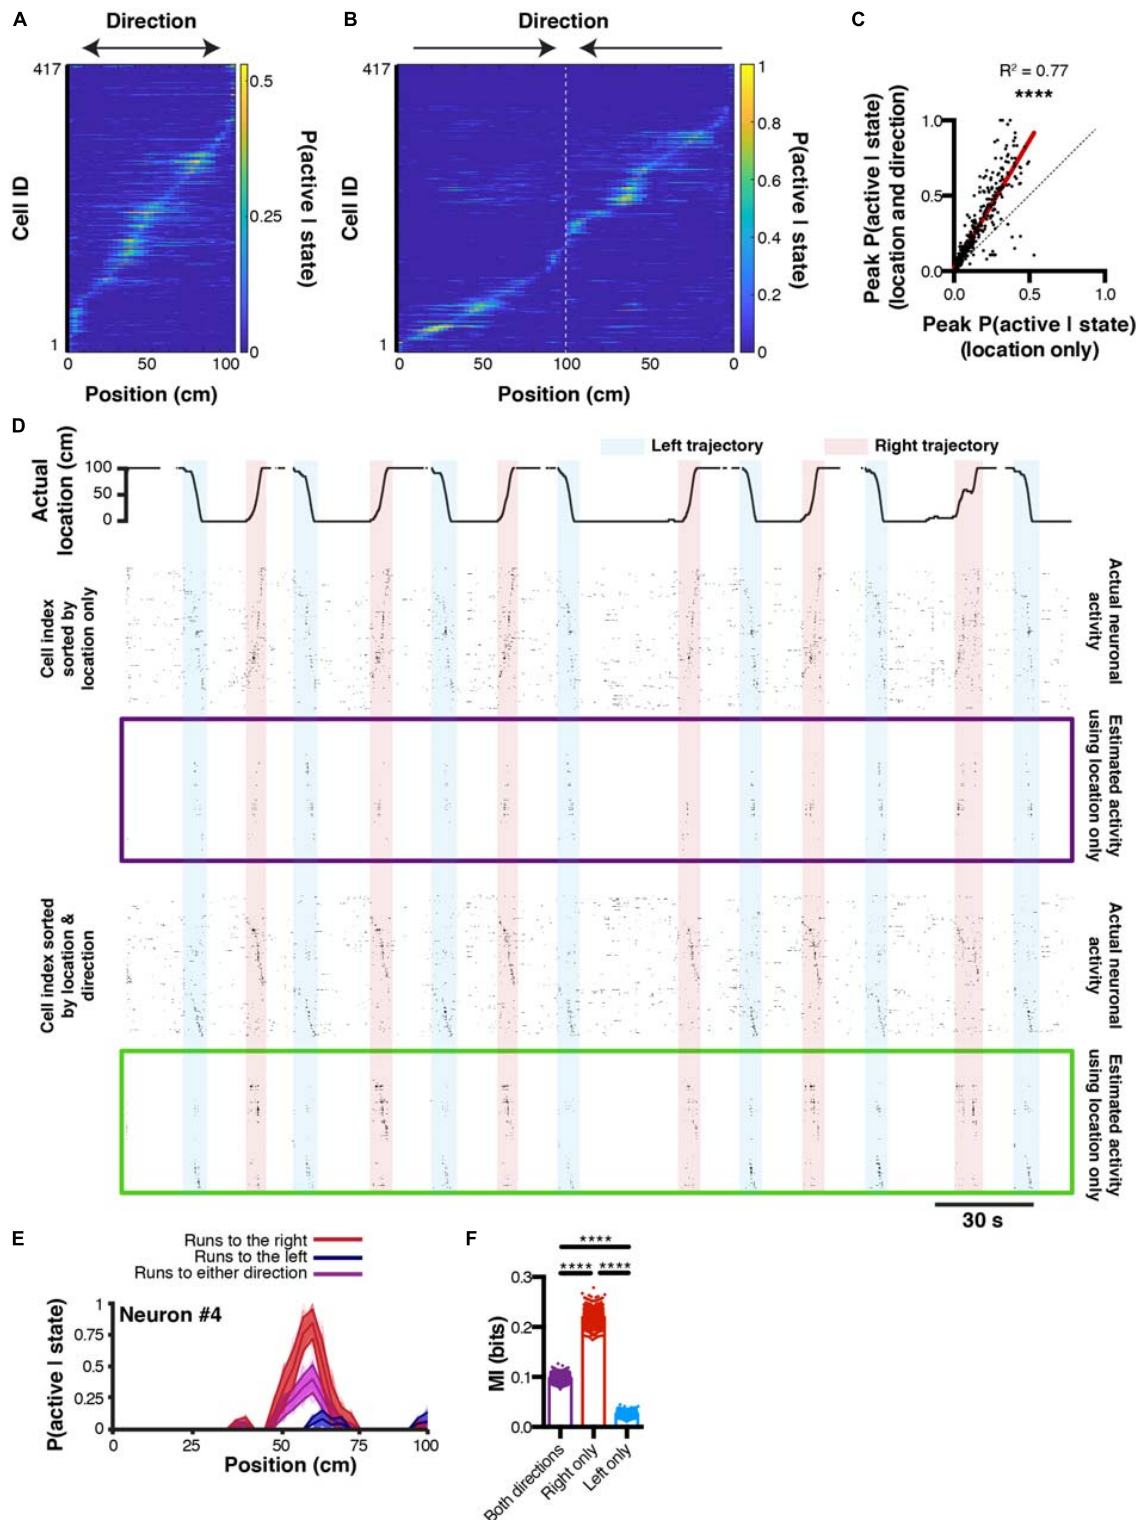 A
Direction
417
Cell ID
1
0
50
100
Position (cm)
0.5
0.25
0
P(active I state)
B
Direction
417
Cell ID
1
0
50
100
50
0
Position (cm)
1
0.8
0.6
0.4
0.2
0
P(active I state)
C
R² = 0.77
****
Peak P(active I state)
(location and direction)
1.0
0.5
0.0
0.0
0.5
1.0
Peak P(active I state)
(location only)
D
Left trajectory
Right trajectory
Actual
location (cm)
100
50
0
Cell index
sorted by
location only
Actual neuronal
activity
Estimated activity
using location only
Cell index sorted
by location &
direction
Actual neuronal
activity
Estimated activity
using location only
30 s
E
Runs to the right
Runs to the left
Runs to either direction
Neuron #4
P(active I state)
1
0.75
0.5
0.25
0
0
25
50
75
100
Position (cm)
F
****
****
****
MI (bits)
0.3
0.2
0.1
0.0
Both directions
Right only
Left only